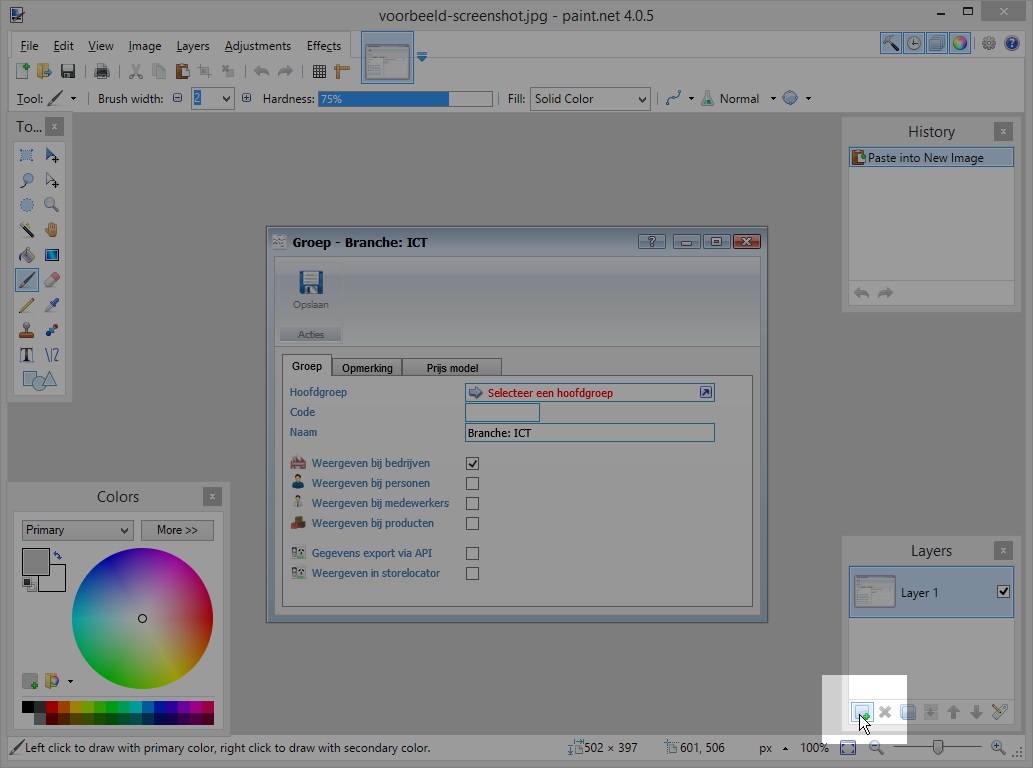 voorbeeld-screenshot.jpg - paint.net 4.0.5
File Edit View Image Layers Adjustments Effects
Tool: Brush width: 2 Hardness: 75% Fill: Solid Color Normal
To...
History
Paste into New Image
Groep - Branche: ICT
Opslaan
Acties
Groep Opmerking Prijs model
Hoofdgroep Selecteer een hoofdgroep
Code
Naam Branche: ICT
Weergeven bij bedrijven
Weergeven bij personen
Weergeven bij medewerkers
Weergeven bij producten
Gegevens export via API
Weergeven in storelocator
Colors
Primary More >>
Layers
Layer 1
Left click to draw with primary color, right click to draw with secondary color. 502 × 397 601, 506 px 100%